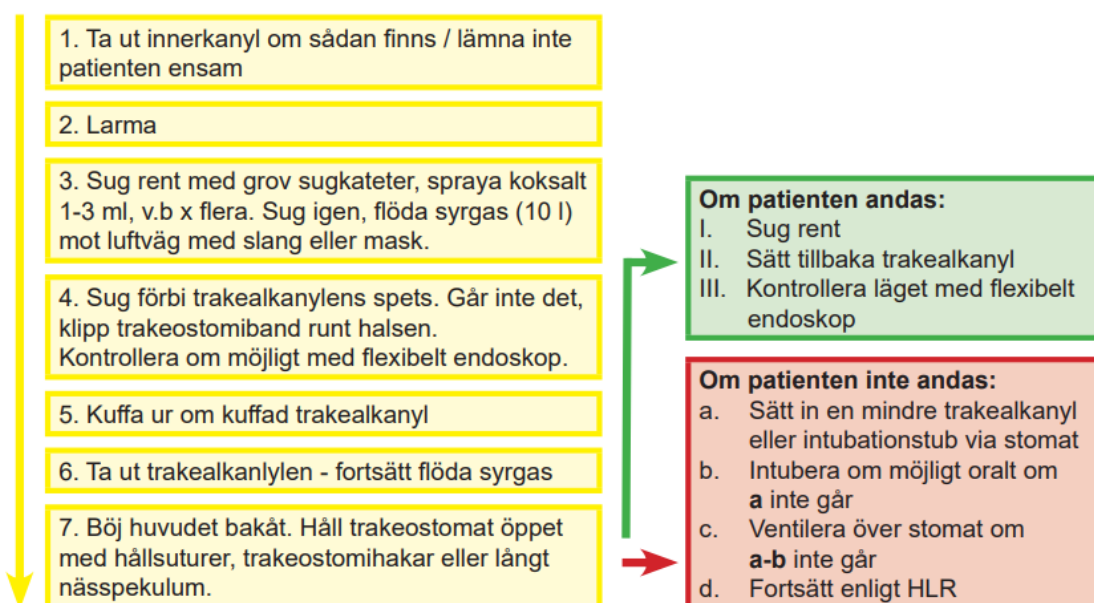 1. Ta ut innerkanyl om sådan finns / lämna inte
patienten ensam
2. Larma
3. Sug rent med grov sugkateter, spraya koksalt
1-3 ml, v.b x flera. Sug igen, flöda syrgas (10 l)
mot luftväg med slang eller mask.
4. Sug förbi trakealkanylens spets. Går inte det,
klipp trakeostomiband runt halsen.
Kontrollera om möjligt med flexibelt endoskop.
5. Kuffa ur om kuffad trakealkanyl
6. Ta ut trakealkanlylen - fortsätt flöda syrgas
7. Böj huvudet bakåt. Håll trakeostomat öppet
med hållsuturer, trakeostomihakar eller långt
nässpekulum.
Om patienten andas:
I. Sug rent
II. Sätt tillbaka trakealkanyl
III. Kontrollera läget med flexibelt
endoskop
Om patienten inte andas:
a. Sätt in en mindre trakealkanyl
eller intubationstub via stomat
b. Intubera om möjligt oralt om
a inte går
c. Ventilera över stomat om
a-b inte går
d. Fortsätt enligt HLR